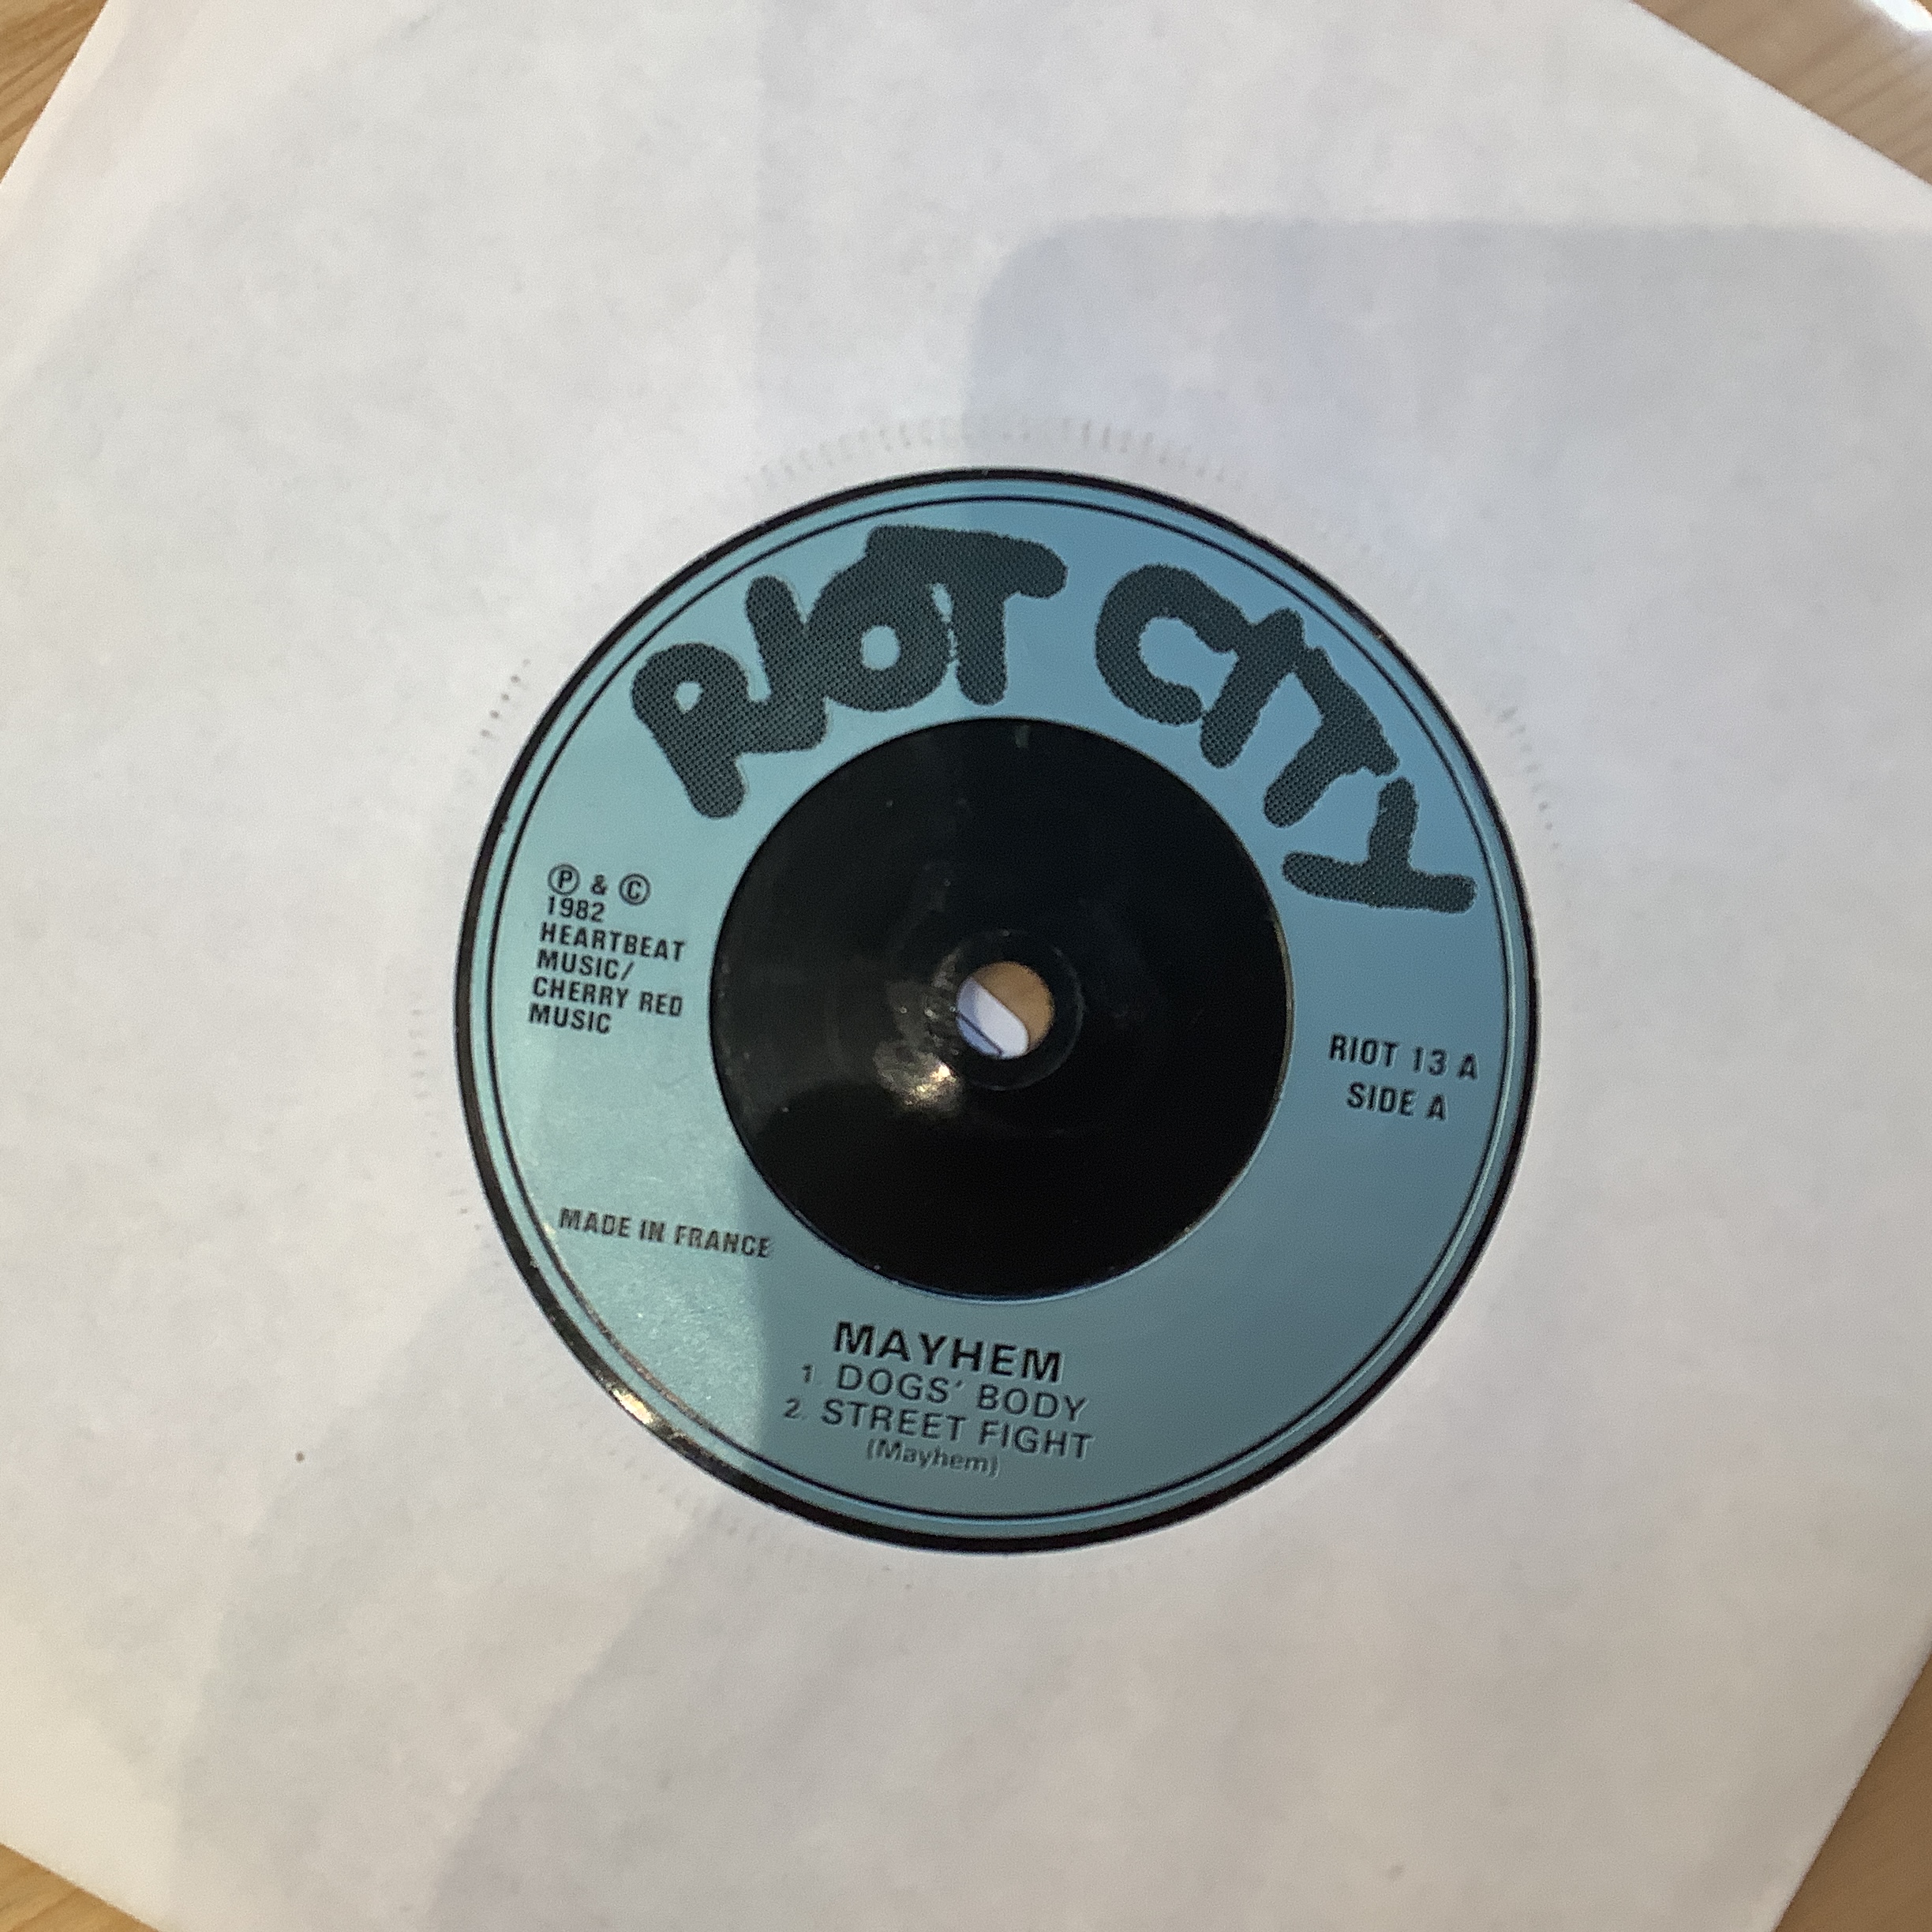 RIOT CITY
Ⓟ & Ⓒ
1982
HEARTBEAT
MUSIC/
CHERRY RED
MUSIC
RIOT 13 A
SIDE A
MADE IN FRANCE
MAYHEM
1. DOGS' BODY
2. STREET FIGHT
(Mayhem)